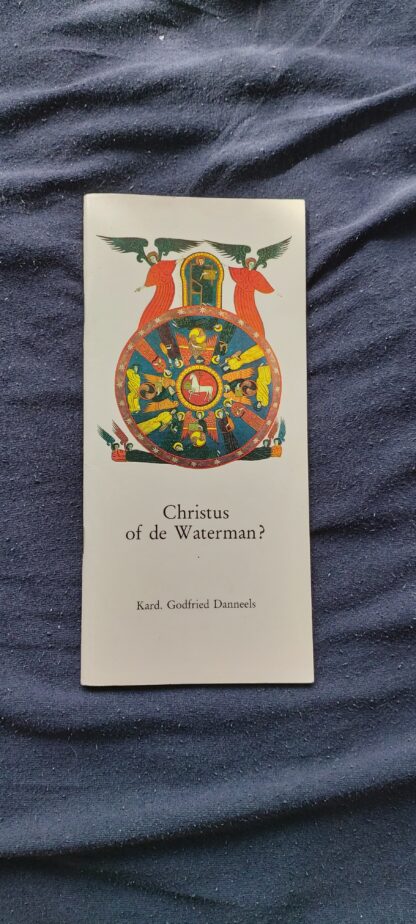 Christus
of de Waterman?
Kard. Godfried Danneels